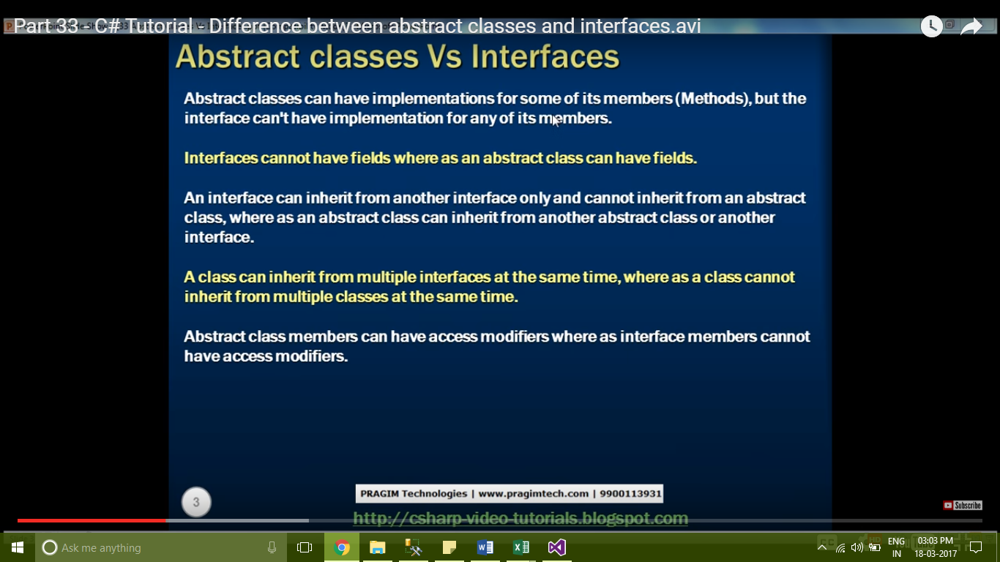 Part 33 - C# Tutorial - Difference between abstract classes and interfaces.avi
Abstract classes Vs Interfaces
Abstract classes can have implementations for some of its members (Methods), but the
interface can't have implementation for any of its members.
Interfaces cannot have fields where as an abstract class can have fields.
An interface can inherit from another interface only and cannot inherit from an abstract
class, where as an abstract class can inherit from another abstract class or another
interface.
A class can inherit from multiple interfaces at the same time, where as a class cannot
inherit from multiple classes at the same time.
Abstract class members can have access modifiers where as interface members cannot
have access modifiers.
3
PRAGIM Technologies | www.pragimtech.com | 9900113931
Subscribe
http://csharp-video-tutorials.blogspot.com
Ask me anything
ENG
IN
03:03 PM
18-03-2017